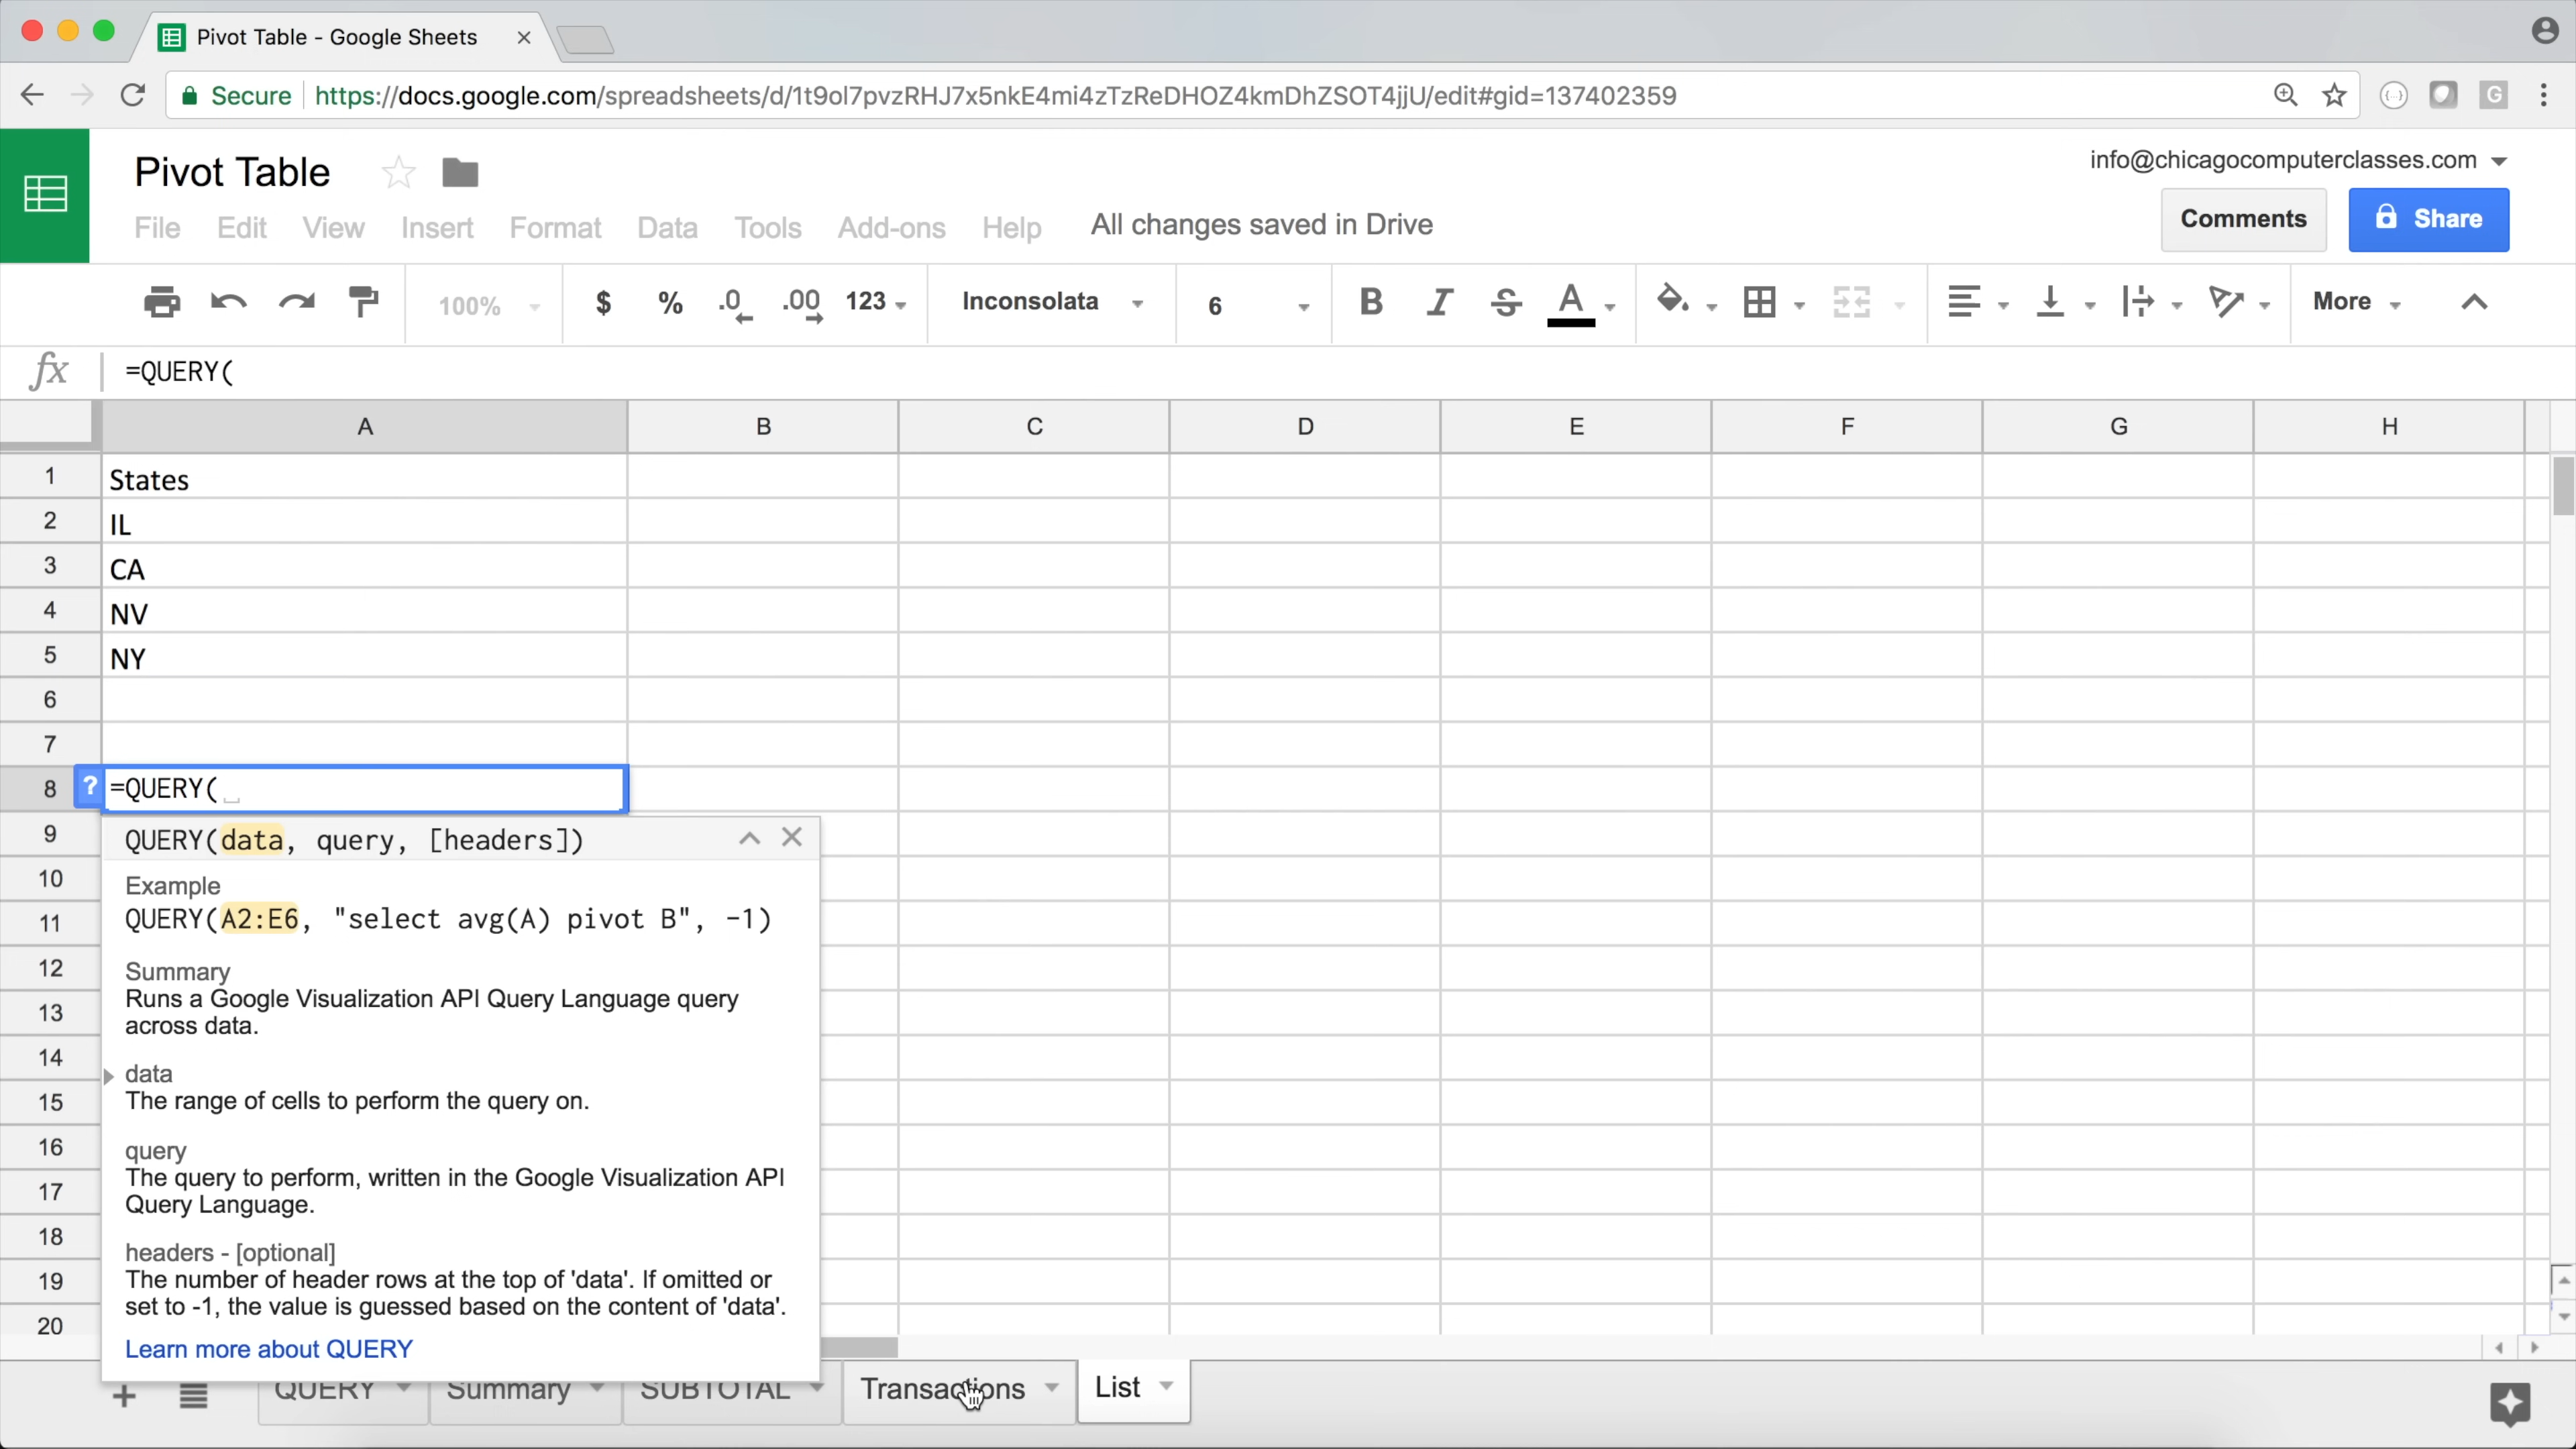 Pivot Table - Google Sheets
Secure https://docs.google.com/spreadsheets/d/1t9ol7pvzRHJ7x5nkE4mi4zTzReDHOZ4kmDhZSOT4jjU/edit#gid=137402359
G
Pivot Table
info@chicagocomputerclasses.com
File Edit View Insert Format Data Tools Add-ons Help All changes saved in Drive
Comments Share
100% $ % .0 .00 123 Inconsolata 6 B I S A More
fx =QUERY(
A B C D E F G H
1 States
2 IL
3 CA
4 NV
5 NY
6
7
8 ? =QUERY(
9 QUERY(data, query, [headers])
10 Example
11 QUERY(A2:E6, "select avg(A) pivot B", -1)
12 Summary
13 Runs a Google Visualization API Query Language query
across data.
14
data
15 The range of cells to perform the query on.
16 query
17 The query to perform, written in the Google Visualization API
Query Language.
18 headers - [optional]
19 The number of header rows at the top of 'data'. If omitted or
set to -1, the value is guessed based on the content of 'data'.
20
Learn more about QUERY
QUERY Summary SUBTOTAL Transactions List